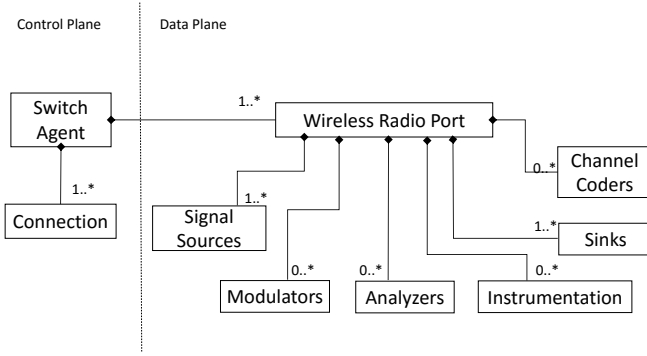 Control Plane
Data Plane
1..*
Switch
Agent
Wireless Radio Port
0..*
Channel
Coders
1..*
Connection
1..*
Signal
Sources
1..*
Sinks
0..*
Modulators
0..*
Analyzers
0..*
Instrumentation